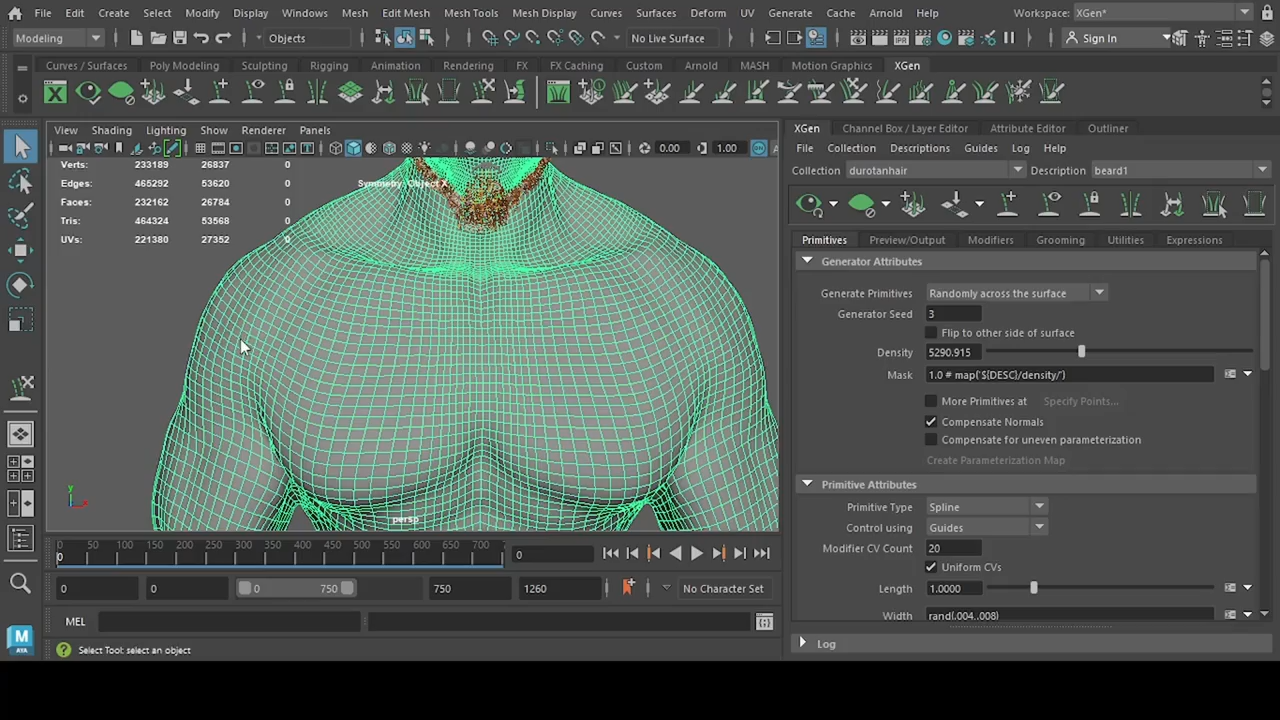 File Edit Create Select Modify Display Windows Mesh Edit Mesh Mesh Tools Mesh Display Curves Surfaces Deform UV Generate Cache Arnold Help Workspace: XGen*
Modeling Objects No Live Surface Sign In
Curves / Surfaces Poly Modeling Sculpting Rigging Animation Rendering FX FX Caching Custom Arnold MASH Motion Graphics XGen
View Shading Lighting Show Renderer Panels
0.00 1.00
Verts: 233189 26837 0
Edges: 465292 53620 0
Faces: 232162 26784 0
Tris: 464324 53568 0
UVs: 221380 27352 0
Symmetry: Object X
y
persp
XGen Channel Box / Layer Editor Attribute Editor Outliner
File Collection Descriptions Guides Log Help
Collection durotanhair Description beard1
Primitives Preview/Output Modifiers Grooming Utilities Expressions
Generator Attributes
Generate Primitives Randomly across the surface
Generator Seed 3
Flip to other side of surface
Density 5290.915
Mask 1.0 # map('${DESC}/density/')
More Primitives at Specify Points...
Compensate Normals
Compensate for uneven parameterization
Create Parameterization Map
Primitive Attributes
Primitive Type Spline
Control using Guides
Modifier CV Count 20
Uniform CVs
Length 1.0000
Width rand(.004,.008)
Log
0 50 100 150 200 250 300 350 400 450 500 550 600 650 700
0 0
0 0 0 750 750 1260 No Character Set
MEL
M
AYA
Select Tool: select an object